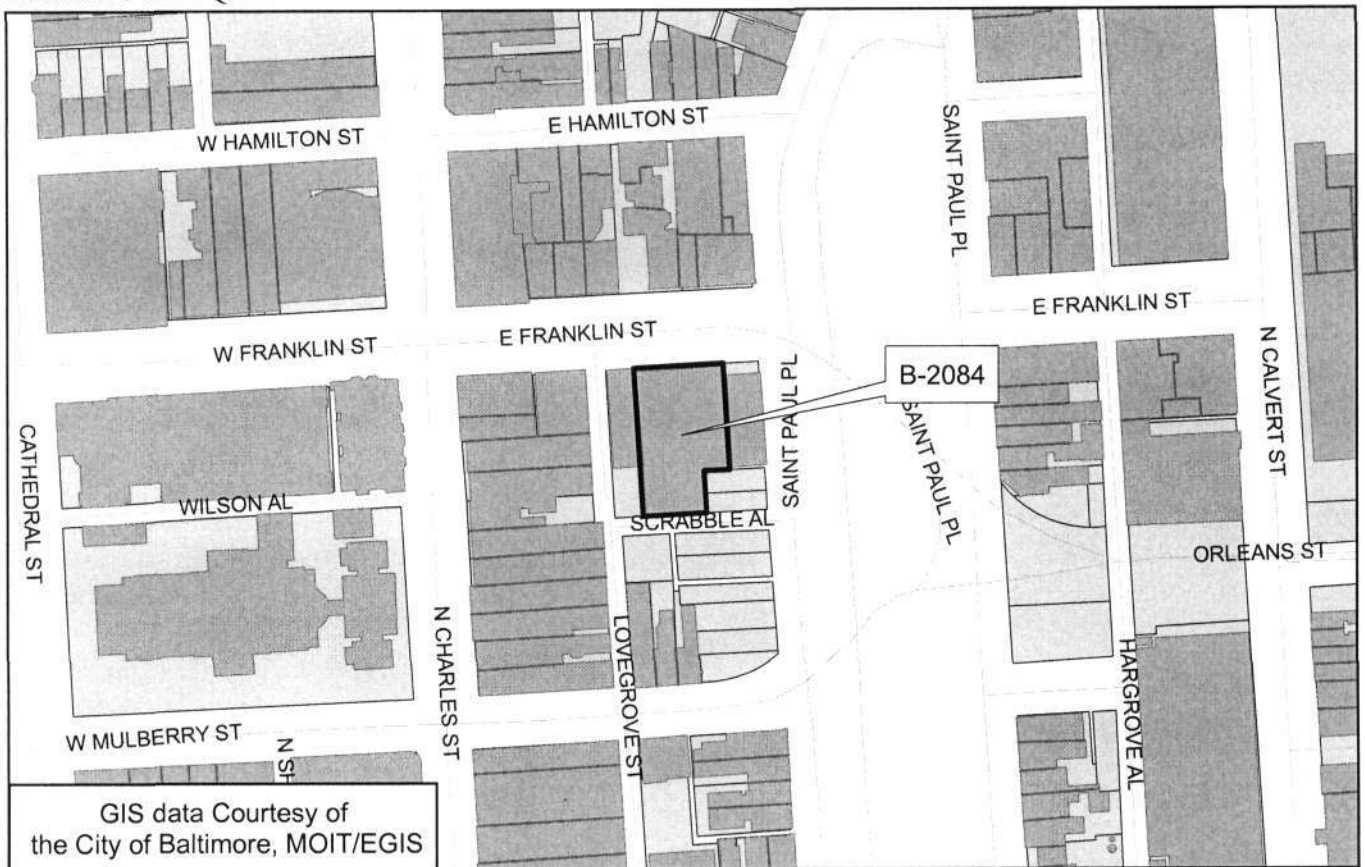 W HAMILTON ST
E HAMILTON ST
SAINT PAUL PL
W FRANKLIN ST
E FRANKLIN ST
E FRANKLIN ST
B-2084
SAINT PAUL PL
SAINT PAUL PL
N CALVERT ST
CATHEDRAL ST
WILSON AL
SCRABBLE AL
ORLEANS ST
N CHARLES ST
LOVEGROVE ST
HARGROVE AL
W MULBERRY ST
GIS data Courtesy of
the City of Baltimore, MOIT/EGIS